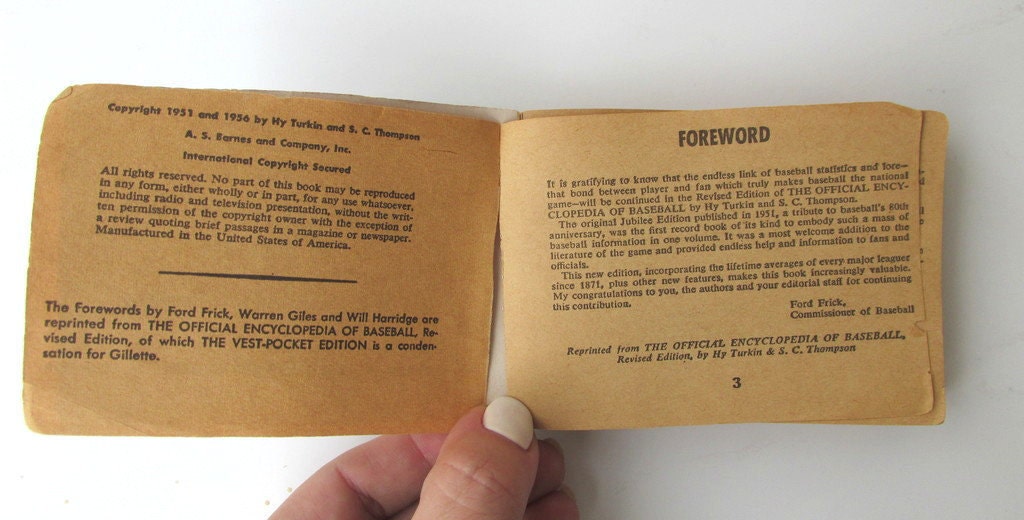 Copyright 1951 and 1956 by Hy Turkin and S. C. Thompson
A. S. Barnes and Company, Inc.
International Copyright Secured
All rights reserved. No part of this book may be reproduced
in any form, either wholly or in part, for any use whatsoever,
including radio and television presentation, without the writ-
ten permission of the copyright owner with the exception of
a review quoting brief passages in a magazine or newspaper.
Manufactured in the United States of America.
The Forewords by Ford Frick, Warren Giles and Will Harridge are
reprinted from THE OFFICIAL ENCYCLOPEDIA OF BASEBALL, Re-
vised Edition, of which THE VEST-POCKET EDITION is a conden-
sation for Gillette.
FOREWORD
It is gratifying to know that the endless link of baseball statistics and lore—
that bond between player and fan which truly makes baseball the national
game—will be continued in the Revised Edition of THE OFFICIAL ENCY-
CLOPEDIA OF BASEBALL by Hy Turkin and S. C. Thompson.
The original Jubilee Edition published in 1951, a tribute to baseball's 80th
anniversary, was the first record book of its kind to embody such a mass of
baseball information in one volume. It was a most welcome addition to the
literature of the game and provided endless help and information to fans and
officials.
This new edition, incorporating the lifetime averages of every major leaguer
since 1871, plus other new features, makes this book increasingly valuable.
My congratulations to you, the authors and your editorial staff for continuing
this contribution.
Ford Frick,
Commissioner of Baseball
Reprinted from THE OFFICIAL ENCYCLOPEDIA OF BASEBALL,
Revised Edition, by Hy Turkin & S. C. Thompson
3